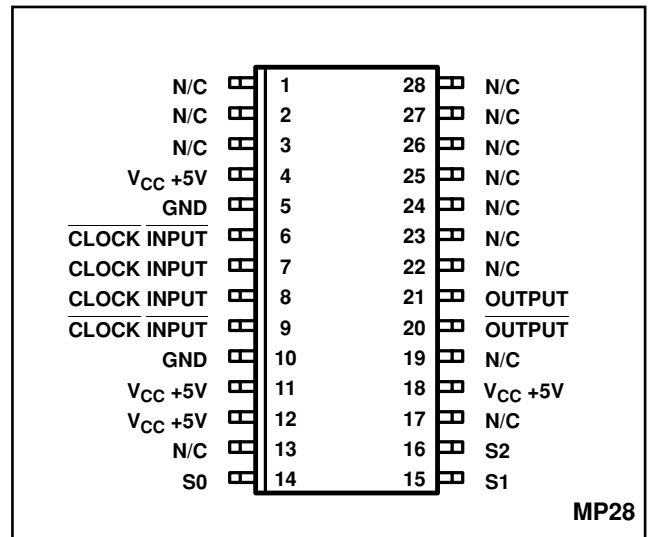 N/C 1 28 N/C
N/C 2 27 N/C
N/C 3 26 N/C
VCC +5V 4 25 N/C
GND 5 24 N/C
CLOCK INPUT 6 23 N/C
CLOCK INPUT 7 22 N/C
CLOCK INPUT 8 21 OUTPUT
CLOCK INPUT 9 20 OUTPUT
GND 10 19 N/C
VCC +5V 11 18 VCC +5V
VCC +5V 12 17 N/C
N/C 13 16 S2
S0 14 15 S1
MP28